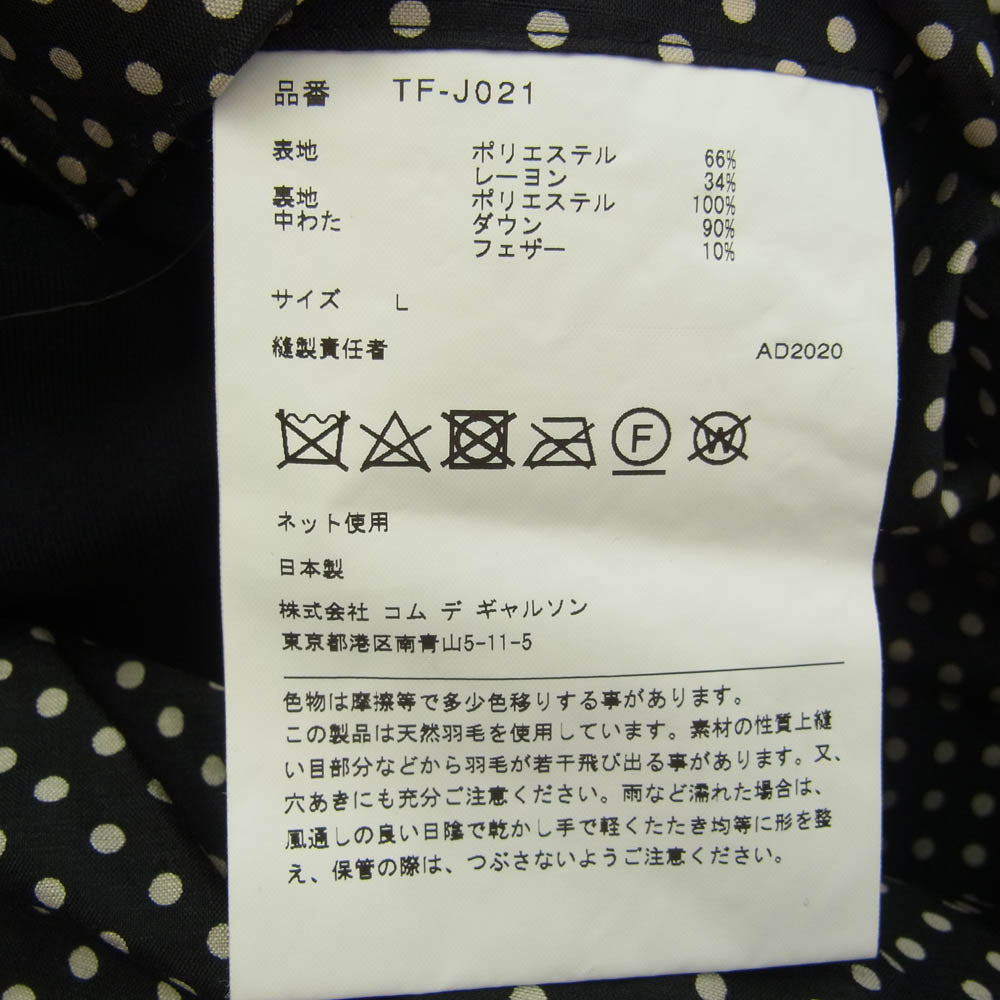 品番 TF-J021
表地 ポリエステル 66%
レーヨン 34%
裏地 ポリエステル 100%
中わた ダウン 90%
フェザー 10%
サイズ L
縫製責任者 AD2020
F W
ネット使用
日本製
株式会社 コム デ ギャルソン
東京都港区南青山5-11-5
色物は摩擦等で多少色移りする事があります。
この製品は天然羽毛を使用しています。素材の性質上縫
い目部分などから羽毛が若干飛び出る事があります。又、
穴あきにも充分ご注意ください。雨など濡れた場合は、
風通しの良い日陰で乾かし手で軽くたたき均等に形を整
え、保管の際は、つぶさないようご注意ください。